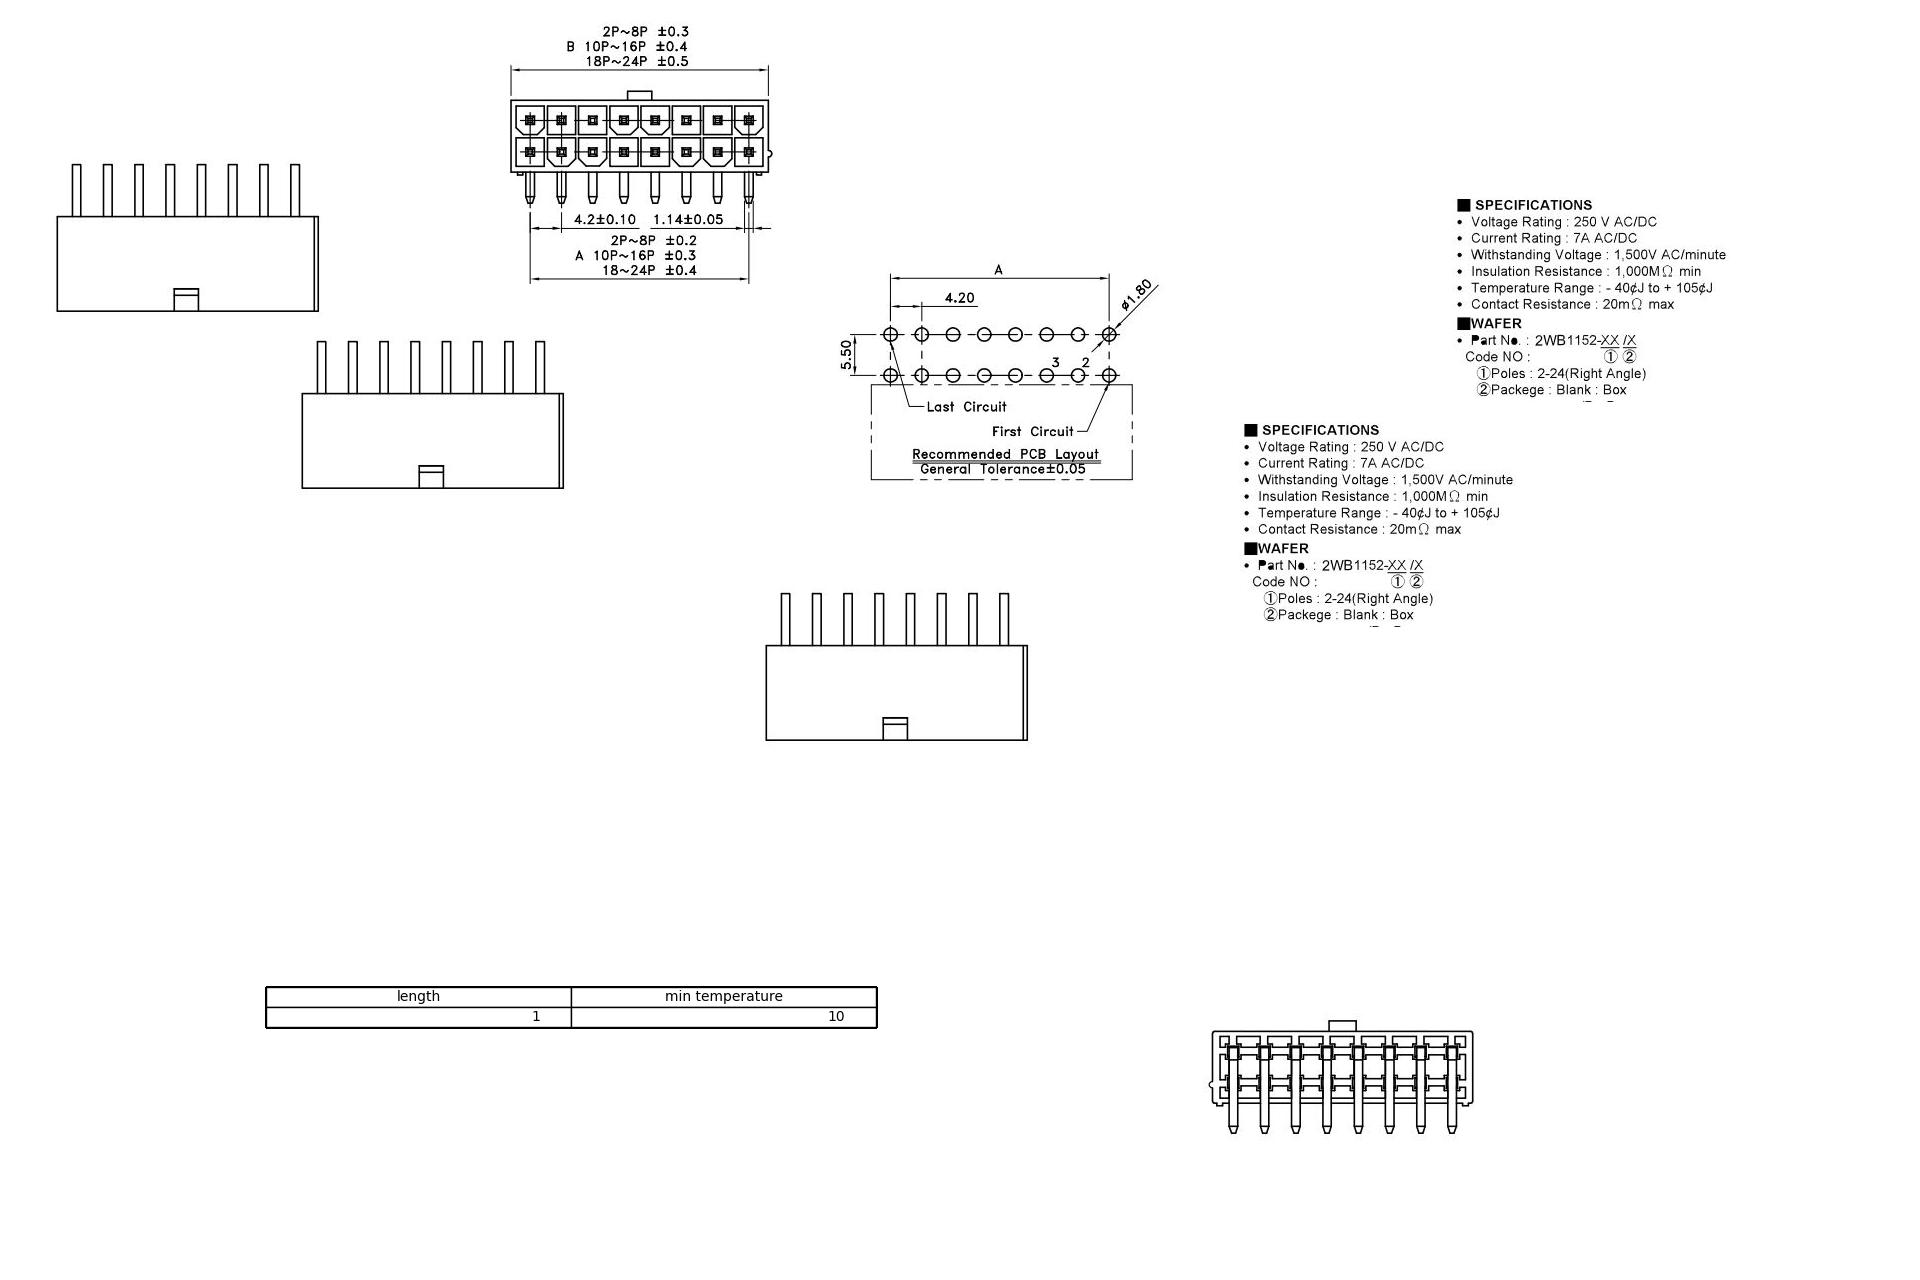 2P~8P ±0.3
B 10P~16P ±0.4
18P~24P ±0.5
4.2±0.10 1.14±0.05
2P~8P ±0.2
A 10P~16P ±0.3
18~24P ±0.4
A
4.20
ø1.80
5.50
3 2
Last Circuit
First Circuit
Recommended PCB Layout
General Tolerance±0.05
■ SPECIFICATIONS
• Voltage Rating : 250 V AC/DC
• Current Rating : 7A AC/DC
• Withstanding Voltage : 1,500V AC/minute
• Insulation Resistance : 1,000MΩ min
• Temperature Range : - 40¢J to + 105¢J
• Contact Resistance : 20mΩ max
■WAFER
• Part No. : 2WB1152-XX /X
Code NO : ① ②
①Poles : 2-24(Right Angle)
②Packege : Blank : Box
■ SPECIFICATIONS
• Voltage Rating : 250 V AC/DC
• Current Rating : 7A AC/DC
• Withstanding Voltage : 1,500V AC/minute
• Insulation Resistance : 1,000MΩ min
• Temperature Range : - 40¢J to + 105¢J
• Contact Resistance : 20mΩ max
■WAFER
• Part No. : 2WB1152-XX /X
Code NO : ① ②
①Poles : 2-24(Right Angle)
②Packege : Blank : Box
length min temperature
1 10